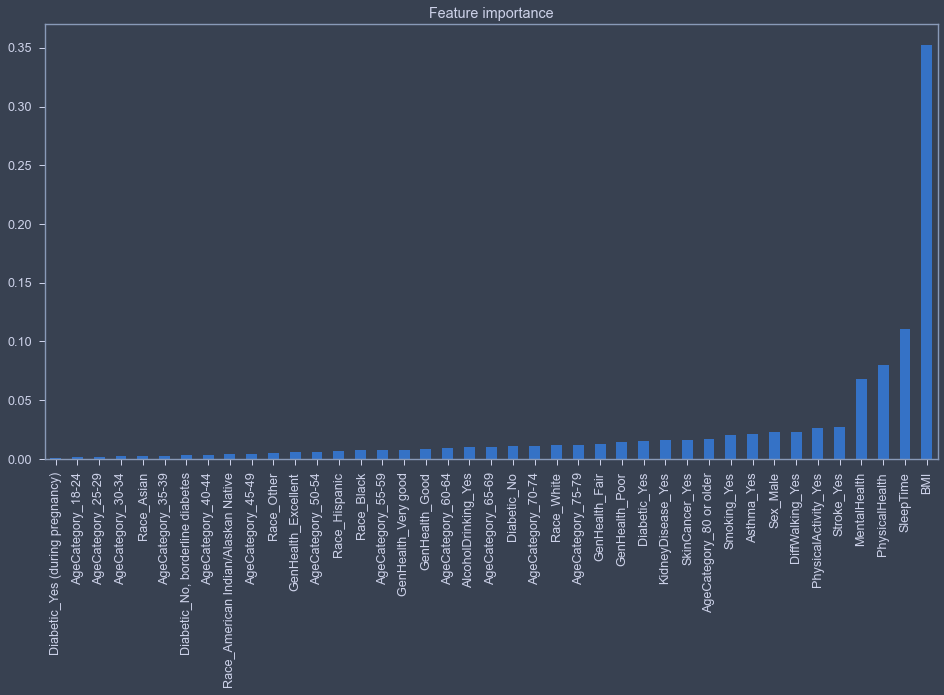 Feature importance
0.35
0.30
0.25
0.20
0.15
0.10
0.05
0.00
Diabetic_Yes (during pregnancy)
AgeCategory_18-24
AgeCategory_25-29
AgeCategory_30-34
Race_Asian
AgeCategory_35-39
Diabetic_No, borderline diabetes
AgeCategory_40-44
Race_American Indian/Alaskan Native
AgeCategory_45-49
Race_Other
GenHealth_Excellent
AgeCategory_50-54
Race_Hispanic
Race_Black
AgeCategory_55-59
GenHealth_Very good
GenHealth_Good
AgeCategory_60-64
AlcoholDrinking_Yes
AgeCategory_65-69
Diabetic_No
AgeCategory_70-74
Race_White
AgeCategory_75-79
GenHealth_Fair
GenHealth_Poor
Diabetic_Yes
KidneyDisease_Yes
SkinCancer_Yes
AgeCategory_80 or older
Smoking_Yes
Asthma_Yes
Sex_Male
DiffWalking_Yes
PhysicalActivity_Yes
Stroke_Yes
MentalHealth
PhysicalHealth
SleepTime
BMI